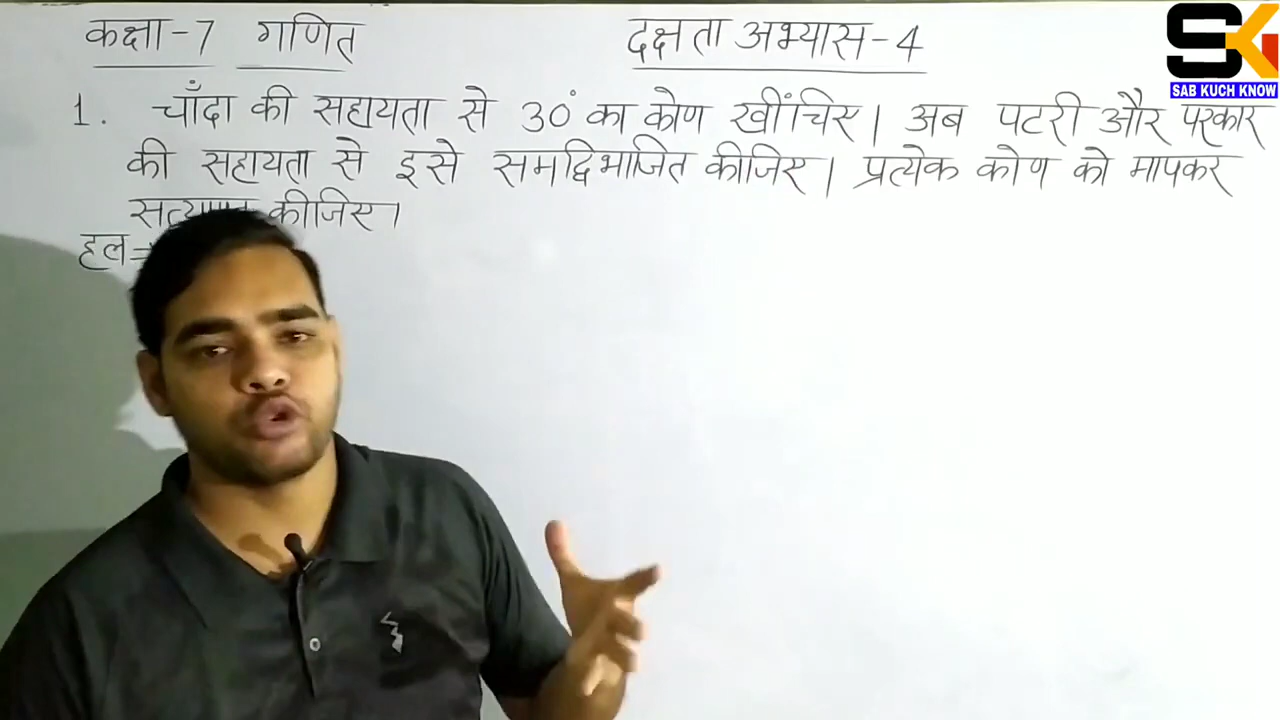 कक्षा-7 गणित दक्षता अभ्यास-4
1. चाँदा की सहायता से 30° का कोण खींचिए। अब पटरी और परकार
की सहायता से इसे समद्विभाजित कीजिए। प्रत्येक कोण को मापकर
कीजिए।
हल=
SK
SAB KUCH KNOW